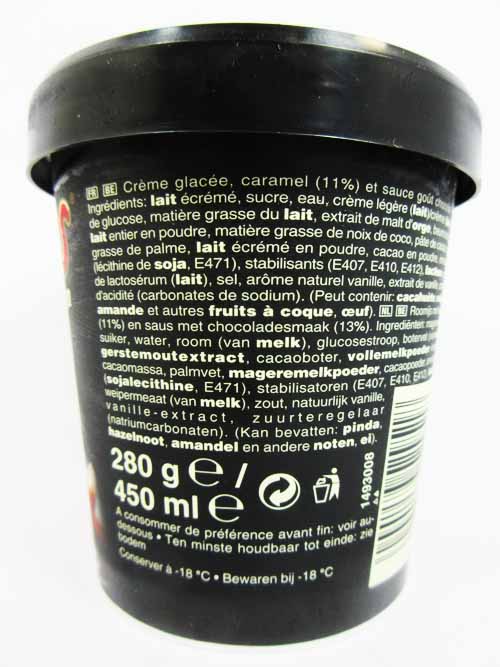 FR BE Crème glacée, caramel (11%) et sauce goût
Ingrédients: lait écrémé, sucre, eau, crème légère (lait)
de glucose, matière grasse du lait, extrait de malt d'orge,
lait entier en poudre, matière grasse de noix de coco, pâte de
grasse de palme, lait écrémé en poudre, cacao en poudre,
(lécithine de soja, E471), stabilisants (E407, E410, E412),
de lactosérum (lait), sel, arôme naturel vanille, extrait de
d'acidité (carbonates de sodium). (Peut contenir:
amande et autres fruits à coque, œuf). NL BE
(11%) en saus met chocoladesmaak (13%). Ingrediënten:
suiker, water, room (van melk), glucosestroop,
gerstemoutextract, cacaoboter, vollemelkpoeder,
cacaomassa, palmvet, mageremelkpoeder,
(sojalecithine, E471), stabilisatoren (E407, E410,
weipermeaat (van melk), zout, natuurlijk vanille,
vanille-extract, zuurteregelaar
(natriumcarbonaten). (Kan bevatten: pinda,
hazelnoot, amandel en andere noten, ei).
280 g e /
450 ml e
A consommer de préférence avant fin: voir au-
dessous • Ten minste houdbaar tot einde: zie
bodem
Conserver à -18 °C • Bewaren bij -18 °C
1493008